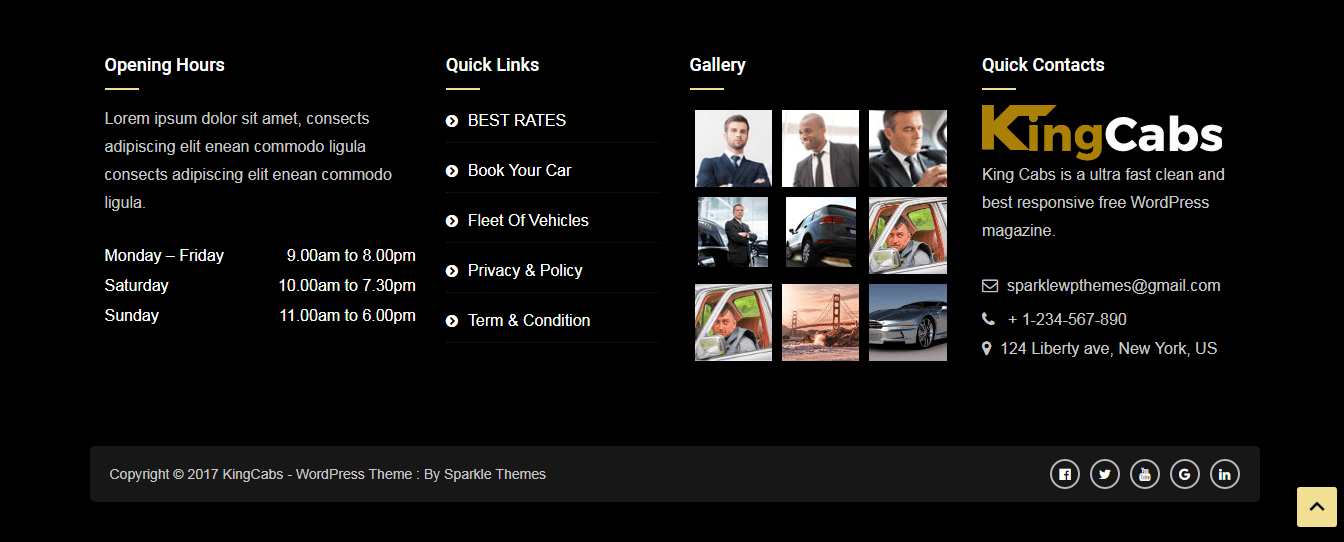 Opening Hours
Lorem ipsum dolor sit amet, consects
adipiscing elit enean commodo ligula
consects adipiscing elit enean commodo
ligula.
Monday – Friday 9.00am to 8.00pm
Saturday 10.00am to 7.30pm
Sunday 11.00am to 6.00pm
Quick Links
BEST RATES
Book Your Car
Fleet Of Vehicles
Privacy & Policy
Term & Condition
Gallery
Quick Contacts
KingCabs
King Cabs is a ultra fast clean and
best responsive free WordPress
magazine.
sparklewpthemes@gmail.com
+ 1-234-567-890
124 Liberty ave, New York, US
Copyright © 2017 KingCabs - WordPress Theme : By Sparkle Themes